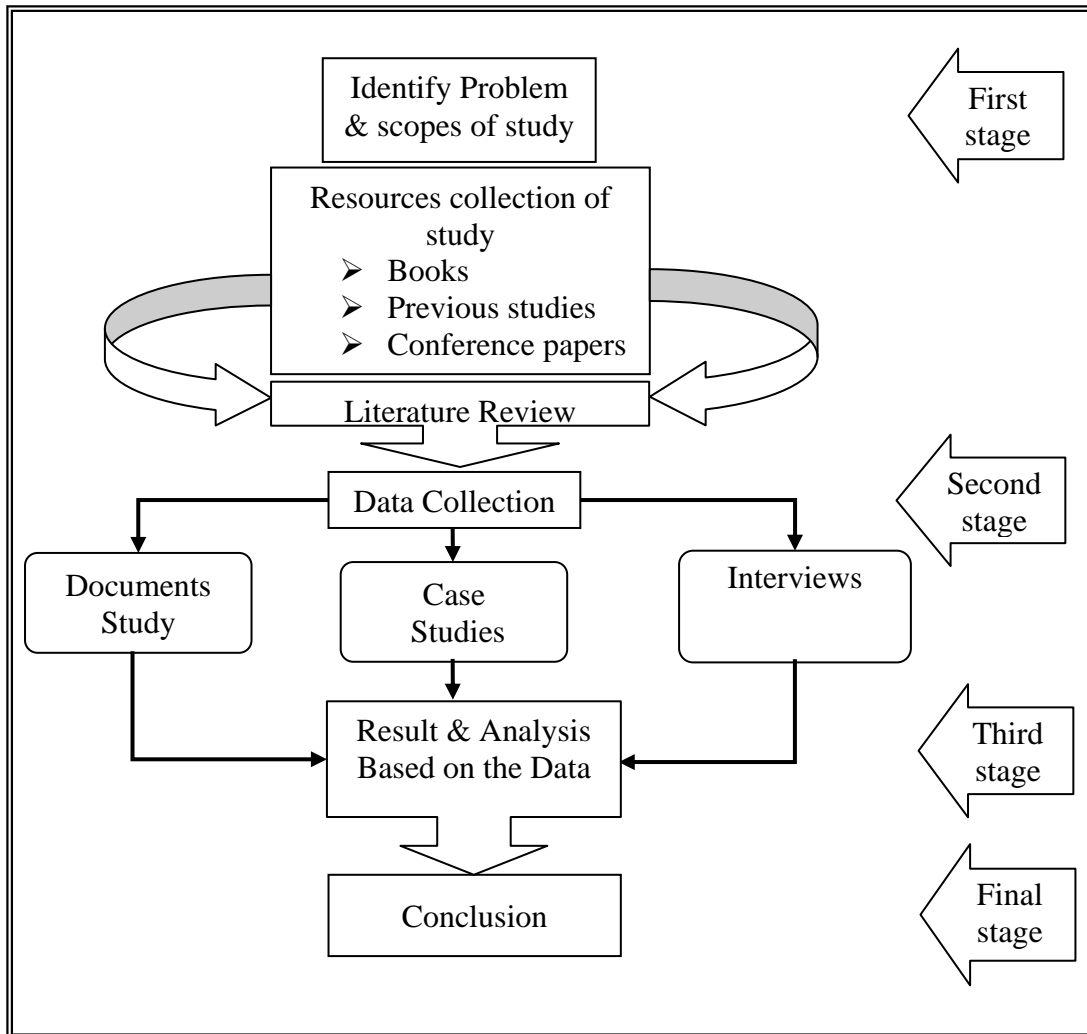 Identify Problem
& scopes of study
First
stage
Resources collection of
study
➢ Books
➢ Previous studies
➢ Conference papers
Literature Review
Data Collection
Second
stage
Documents
Study
Case
Studies
Interviews
Result & Analysis
Based on the Data
Third
stage
Conclusion
Final
stage